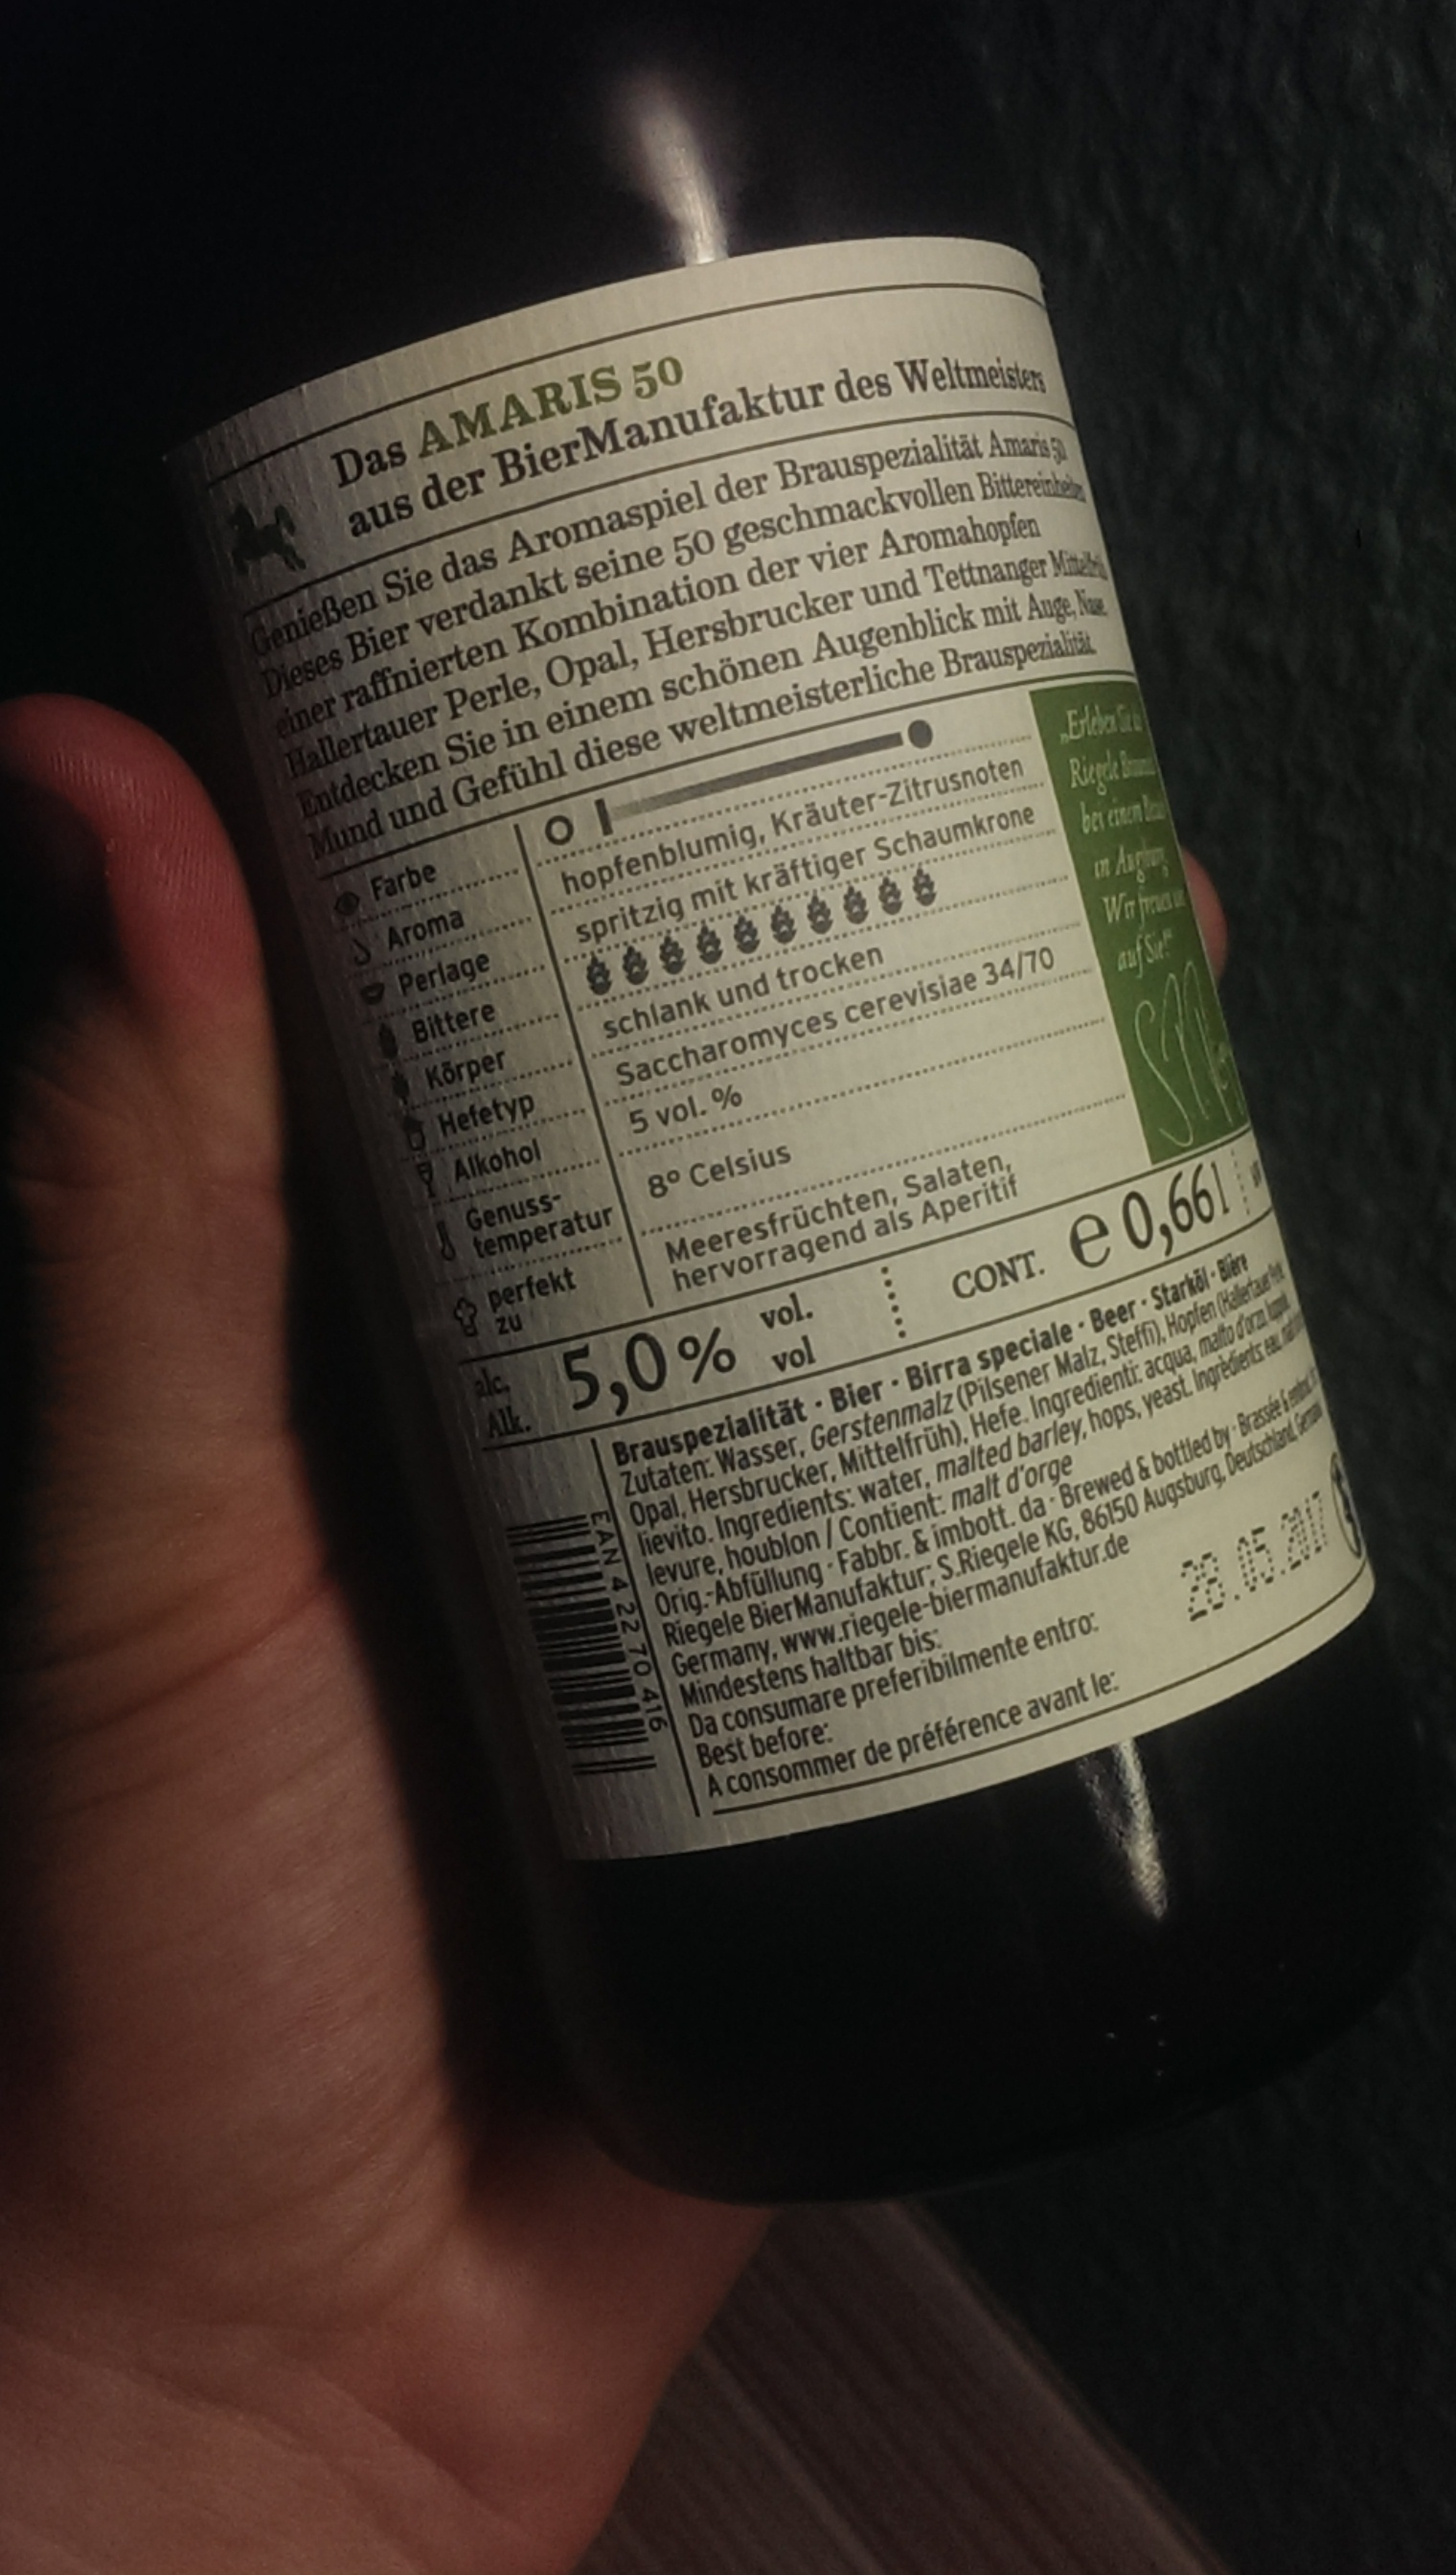 Das AMARIS 50
aus der BierManufaktur des Weltmeisters
Genießen Sie das Aromaspiel der Brauspezialität Amaris 50
Dieses Bier verdankt seine 50 geschmackvollen Bittereinheiten
einer raffnierten Kombination der vier Aromahopfen
Hallertauer Perle, Opal, Hersbrucker und Tettnanger
Entdecken Sie in einem schönen Augenblick mit Auge, Nase,
Mund und Gefühl diese weltmeisterliche Brauspezialität.
Farbe
Aroma hopfenblumig, Kräuter-Zitrusnoten
Perlage spritzig mit kräftiger Schaumkrone
Bittere
Körper schlank und trocken
Hefetyp Saccharomyces cerevisiae 34/70
Alkohol 5 vol. %
Genuss-
temperatur 8° Celsius
perfekt
zu
Meeresfrüchten, Salaten,
hervorragend als Aperitif
„Erleben Sie
Riegele
bei einem
in Augsburg.
Wir freuen uns
auf Sie!“
alc. 5,0% vol.
Alk. vol
CONT. e 0,66l
Brauspezialität · Bier · Birra speciale · Beer · Starköl · Bière
Zutaten: Wasser, Gerstenmalz (Pilsener Malz, Steffi), Hopfen (Hallertauer Perle,
Opal, Hersbrucker, Mittelfrüh), Hefe. Ingredienti: acqua, malto d'orzo, luppolo,
lievito. Ingredients: water, malted barley, hops, yeast. Ingrédients: eau,
levure, houblon / Contient: malt d'orge
Orig.-Abfüllung · Fabbr. & imbott. da · Brewed & bottled by · Brassée &
Riegele BierManufaktur; S.Riegele KG, 86150 Augsburg, Deutschland, Germania,
Germany, www.riegele-biermanufaktur.de
Mindestens haltbar bis:
Da consumare preferibilmente entro:
Best before:
A consommer de préférence avant le:
28.05.2017
EAN 42270416